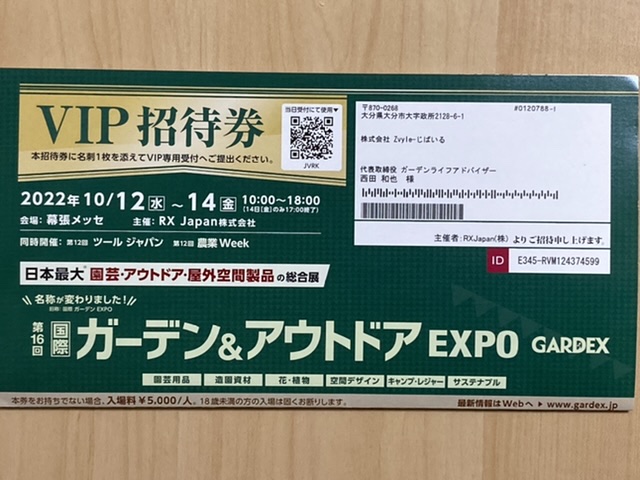 VIP 招待券
本招待券に名刺1枚を添えてVIP専用受付へご提出ください。
当日受付にて使用▼
JVRK
2022年10/12水～14金 10:00～18:00
(14日(金)のみ17:00終了)
会場:幕張メッセ 主催:RX Japan株式会社
同時開催:第12回 ツール ジャパン 第12回 農業Week
〒870-0268
#0120788-I
大分県大分市大字政所2128-6-1
株式会社 Zvyle-じばいる
代表取締役 ガーデンライフアドバイザー
西田 和也 様
主催者:RXJapan(株) よりご招待申し上げます。
ID E345-RVM124374599
日本最大 園芸・アウトドア・屋外空間製品の総合展
名称が変わりました!
前称:国際 ガーデン EXPO
第16回 国際 ガーデン&アウトドア EXPO GARDEX
園芸用品 造園資材 花・植物 空間デザイン キャンプ・レジャー サステナブル
本券をお持ちでない場合、入場料¥5,000/人。18歳未満の方の入場は固くお断りします。
最新情報はWebへ▶www.gardex.jp